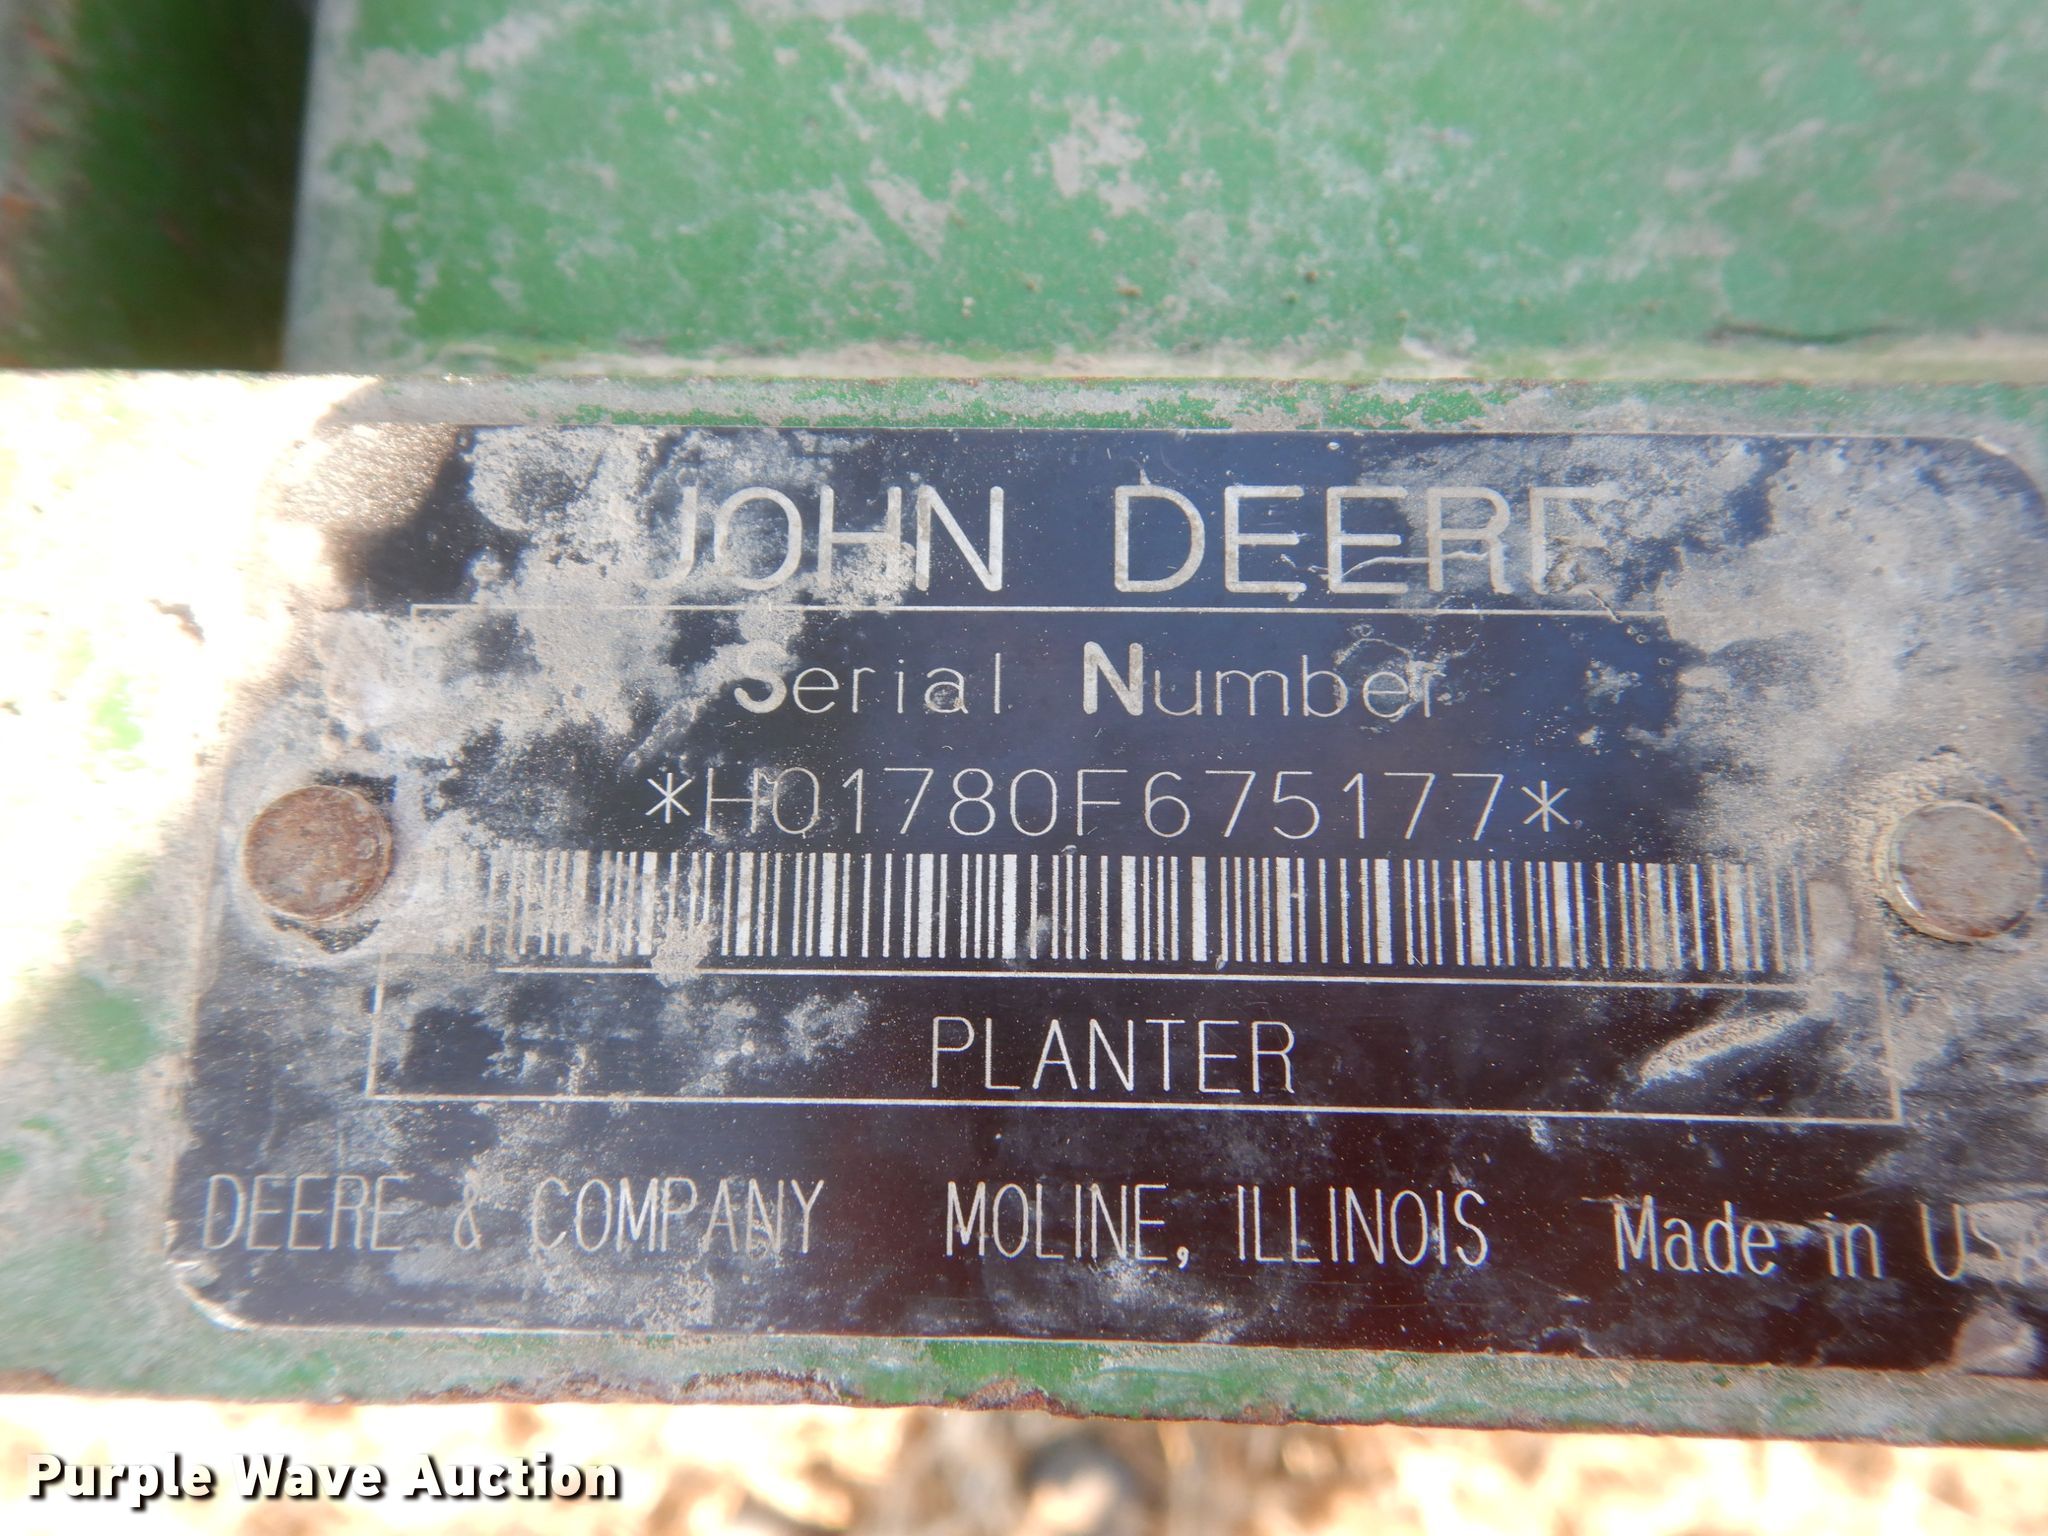 JOHN DEERE
Serial Number
*H01780F675177*
PLANTER
DEERE & COMPANY MOLINE, ILLINOIS Made in USA
Purple Wave Auction